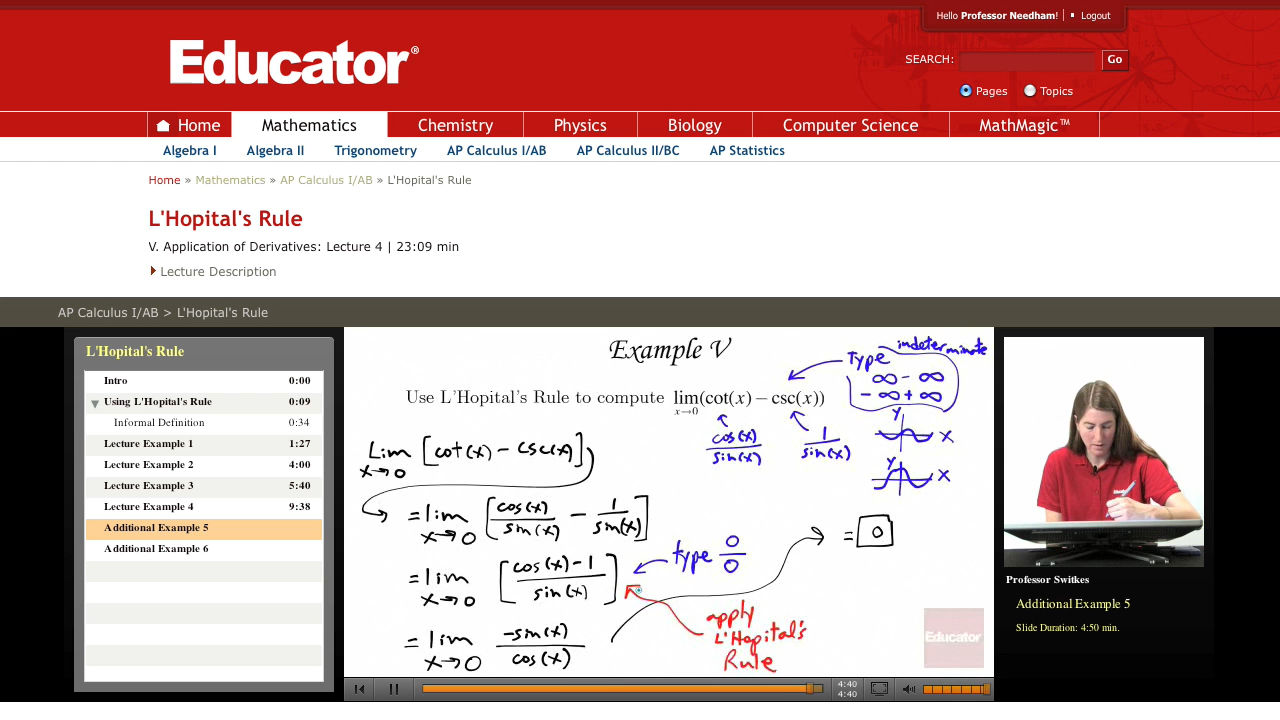 Hello Professor Needham! | ▪ Logout
Educator®
SEARCH: Go
Pages Topics
Home Mathematics Chemistry Physics Biology Computer Science MathMagic™
Algebra I Algebra II Trigonometry AP Calculus I/AB AP Calculus II/BC AP Statistics
Home » Mathematics » AP Calculus I/AB » L'Hopital's Rule
L'Hopital's Rule
V. Application of Derivatives: Lecture 4 | 23:09 min
Lecture Description
AP Calculus I/AB > L'Hopital's Rule
L'Hopital's Rule
Intro 0:00
Using L'Hopital's Rule 0:09
Informal Definition 0:34
Lecture Example 1 1:27
Lecture Example 2 4:00
Lecture Example 3 5:40
Lecture Example 4 9:38
Additional Example 5
Additional Example 6
Example V
Use L'Hopital's Rule to compute lim x→0 (cot(x) − csc(x))
Type indeterminate
∞ - ∞
-∞ + ∞
cos(x)/sin(x)
1/sin(x)
y x
y x
Lim x→0 [cot(x) - csc(x)]
= lim x→0 [cos(x)/sin(x) - 1/sin(x)]
= lim x→0 [cos(x)-1/sin(x)]
type 0/0
apply
L'Hopital's
Rule
= lim x→0 -sin(x)/cos(x)
= 0
Educator
4:40
4:40
Professor Switkes
Additional Example 5
Slide Duration: 4:50 min.